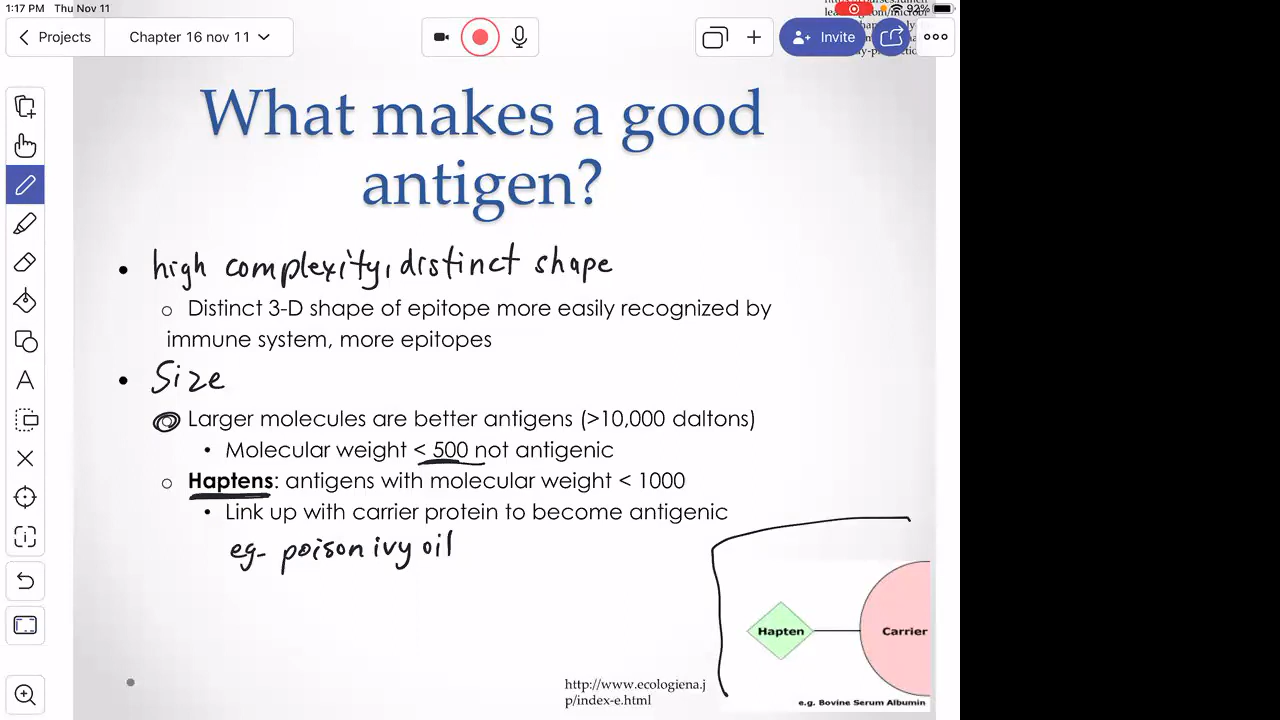 1:17 PM Thu Nov 11
92%
Projects
Chapter 16 nov 11
Invite
What makes a good
antigen?
• high complexity, distinct shape
o Distinct 3-D shape of epitope more easily recognized by
immune system, more epitopes
• Size
Larger molecules are better antigens (>10,000 daltons)
• Molecular weight < 500 not antigenic
o Haptens: antigens with molecular weight < 1000
• Link up with carrier protein to become antigenic
eg- poison ivy oil
Hapten
Carrier
http://www.ecologiena.j
p/index-e.html
e.g. Bovine Serum Albumin